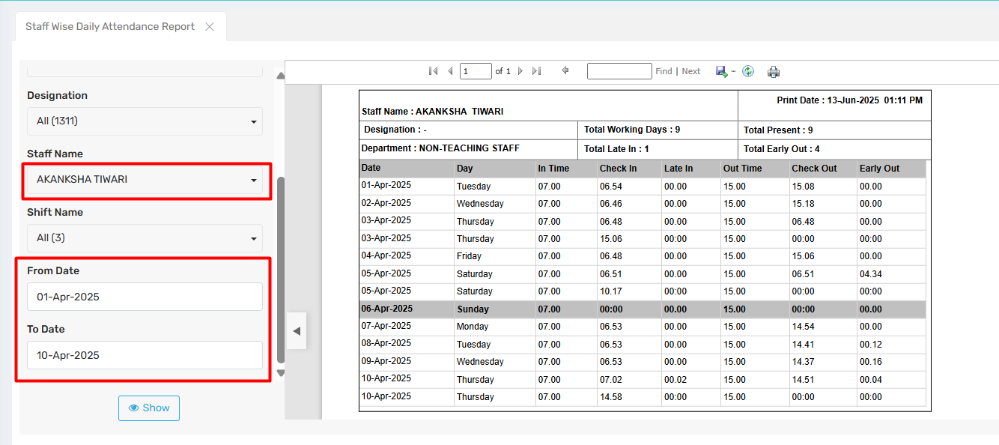 Staff Wise Daily Attendance Report
Designation
All (1311)
Staff Name
AKANKSHA TIWARI
Shift Name
All (3)
From Date
01-Apr-2025
To Date
10-Apr-2025
Show
1 of 1 Find | Next
Print Date : 13-Jun-2025 01:11 PM
Staff Name : AKANKSHA TIWARI
Designation : - Total Working Days : 9 Total Present : 9
Department : NON-TEACHING STAFF Total Late In : 1 Total Early Out : 4
Date Day In Time Check In Late In Out Time Check Out Early Out
01-Apr-2025 Tuesday 07.00 06.54 00.00 15.00 15.08 00.00
02-Apr-2025 Wednesday 07.00 06.46 00.00 15.00 15.18 00.00
03-Apr-2025 Thursday 07.00 06.48 00.00 15.00 06.48 00.00
03-Apr-2025 Thursday 07.00 15.06 00:00 15.00 00:00 00:00
04-Apr-2025 Friday 07.00 06.48 00.00 15.00 15.06 00.00
05-Apr-2025 Saturday 07.00 06.51 00.00 15.00 06.51 04.34
05-Apr-2025 Saturday 07.00 10.17 00:00 15.00 00:00 00:00
06-Apr-2025 Sunday 07.00 00:00 00.00 15.00 00:00 00.00
07-Apr-2025 Monday 07.00 06.53 00.00 15.00 14.54 00.00
08-Apr-2025 Tuesday 07.00 06.53 00.00 15.00 14.41 00.12
09-Apr-2025 Wednesday 07.00 06.53 00.00 15.00 14.37 00.16
10-Apr-2025 Thursday 07.00 07.02 00.02 15.00 14.51 00.04
10-Apr-2025 Thursday 07.00 14.58 00:00 15.00 00:00 00:00